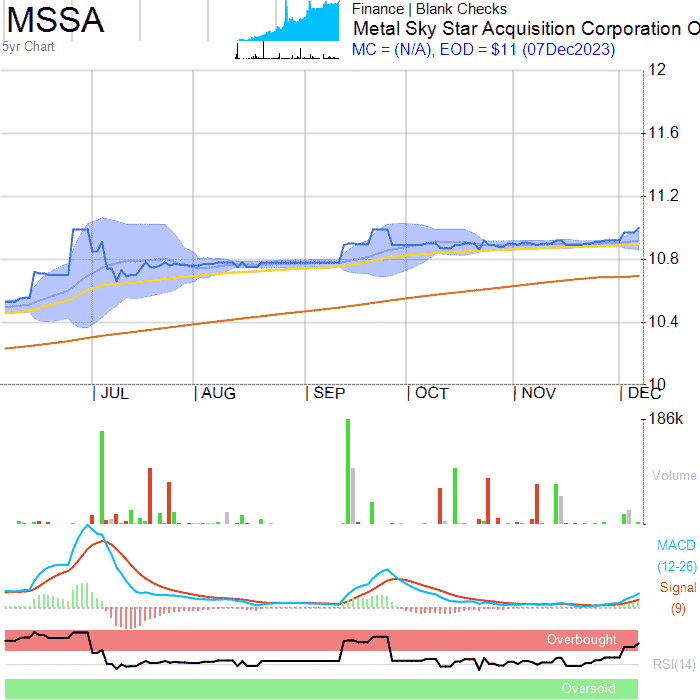 MSSA
5yr Chart
Finance | Blank Checks
Metal Sky Star Acquisition Corporation O
MC = (N/A), EOD = $11 (07Dec2023)
12
11.6
11.2
10.8
10.4
10
JUL AUG SEP OCT NOV DEC
186k
Volume
MACD
(12-26)
Signal
(9)
Overbought
RSI(14)
Oversold